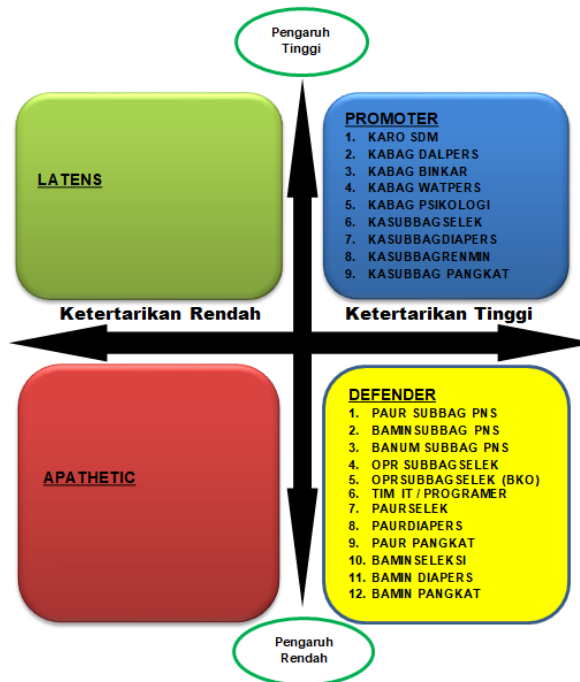 Pengaruh
Tinggi
LATENS
PROMOTER
1. KARO SDM
2. KABAG DALPERS
3. KABAG BINKAR
4. KABAG WATPERS
5. KABAG PSIKOLOGI
6. KASUBBAGSELEK
7. KASUBBAGDIAPERS
8. KASUBBAGRENMIN
9. KASUBBAG PANGKAT
Ketertarikan Rendah
Ketertarikan Tinggi
APATHETIC
DEFENDER
1. PAUR SUBBAG PNS
2. BAMINSUBBAG PNS
3. BANUM SUBBAG PNS
4. OPR SUBBAGSELEK
5. OPRSUBBAGSELEK (BKO)
6. TIM IT / PROGRAMER
7. PAURSELEK
8. PAURDIAPERS
9. PAUR PANGKAT
10. BAMINSELEKSI
11. BAMIN DIAPERS
12. BAMIN PANGKAT
Pengaruh
Rendah